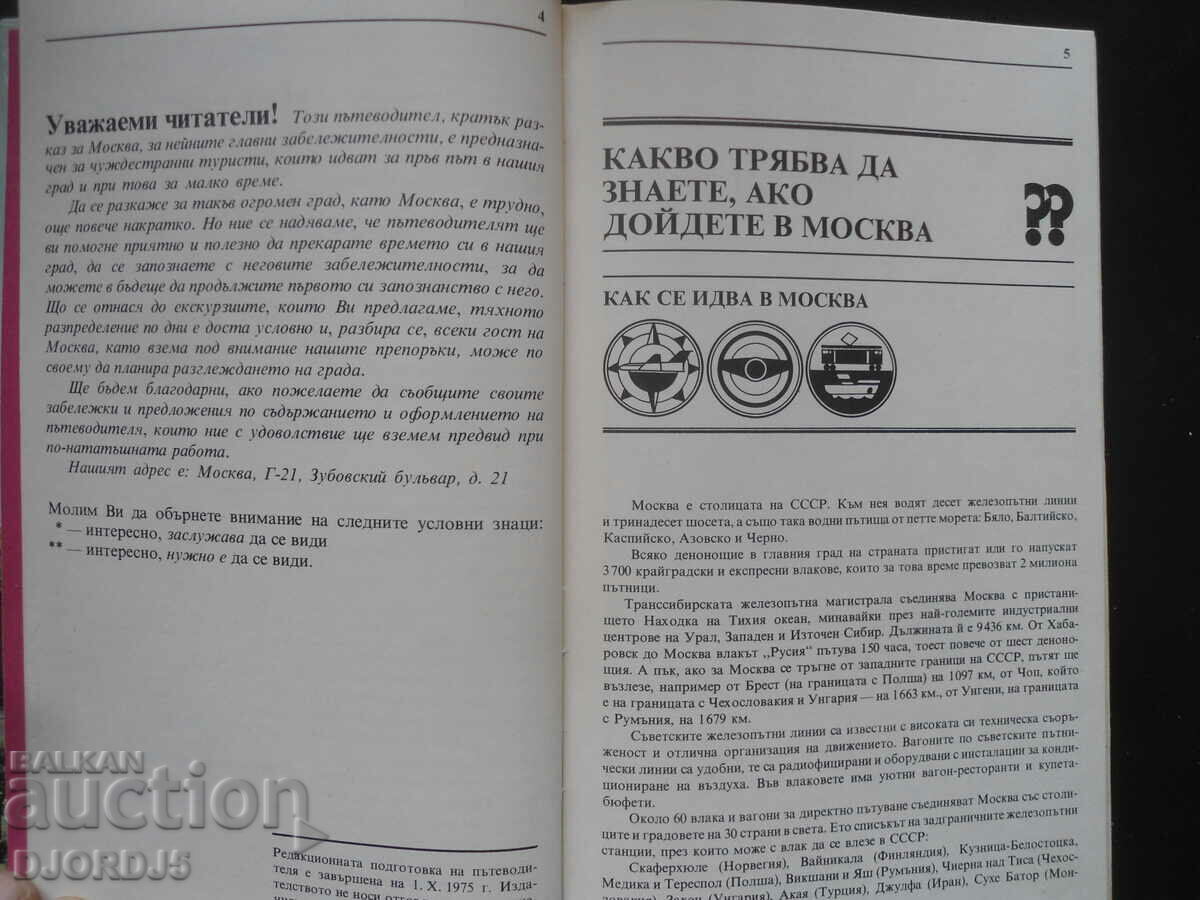 4
Уважаеми читатели! Този пътеводител, кратък раз-
каз за Москва, за нейните главни забележителности, е предназна-
чен за чуждестранни туристи, които идват за пръв път в нашия
град и при това за малко време.
Да се разкаже за такъв огромен град, като Москва, е трудно,
още повече накратко. Но ние се надяваме, че пътеводителят ще
ви помогне приятно и полезно да прекарате времето си в нашия
град, да се запознаете с неговите забележителности, за да
можете в бъдеще да продължите първото си запознанство с него.
Що се отнася до екскурзиите, които Ви предлагаме, тяхното
разпределение по дни е доста условно и, разбира се, всеки гост на
Москва, като взема под внимание нашите препоръки, може по
своему да планира разглеждането на града.
Ще бъдем благодарни, ако пожелаете да съобщите своите
забележки и предложения по съдържанието и оформлението на
пътеводителя, които ние с удоволствие ще вземем предвид при
по-нататъшната работа.
Нашият адрес е: Москва, Г-21, Зубовский бульвар, д. 21
Молим Ви да обърнете внимание на следните условни знаци:
* — интересно, заслужава да се види
** — интересно, нужно е да се види.
Редакционната подготовка на пътеводи-
теля е завършена на 1. X. 1975 г. Изда-
телството не носи
5
КАКВО ТРЯБВА ДА
ЗНАЕТЕ, АКО
ДОЙДЕТЕ В МОСКВА
??
КАК СЕ ИДВА В МОСКВА
Москва е столицата на СССР. Към нея водят десет железопътни линии
и тринадесет шосета, а също така водни пътища от петте морета: Бяло, Балтийско,
Каспийско, Азовско и Черно.
Всяко денонощие в главния град на страната пристигат или го напускат
3700 крайградски и експресни влакове, които за това време превозват 2 милиона
пътници.
Транссибирската железопътна магистрала съединява Москва с пристани-
щето Находка на Тихия океан, минавайки през най-големите индустриални
центрове на Урал, Западен и Източен Сибир. Дължината й е 9436 км. От Хаба-
ровск до Москва влакът „Русия" пътува 150 часа, тоест повече от шест деноно-
щия. А пък, ако за Москва се тръгне от западните граници на СССР, пътят ще
възлезе, например от Брест (на границата с Полша) на 1097 км, от Чоп, който
е на границата с Чехословакия и Унгария — на 1663 км., от Унгени, на границата
с Румъния, на 1679 км.
Съветските железопътни линии са известни с високата си техническа съоръ-
женост и отлична организация на движението. Вагоните по съветските пътни-
чески линии са удобни, те са радиофицирани и оборудвани с инсталации за конди-
циониране на въздуха. Във влаковете има уютни вагон-ресторанти и купета-
бюфети.
Около 60 влака и вагони за директно пътуване съединяват Москва със столи-
ците и градовете на 30 страни в света. Ето списъкът на задграничните железопътни
станции, през които може с влак да се влезе в СССР:
Скаферхюле (Норвегия), Вайникала (Финландия), Кузница-Белостоцка,
Медика и Тереспол (Полша), Викшани и Яш (Румъния), Чиерна над Тиса (Чехос-
ловакия), Захон (Унгария), Акая (Турция), Джулфа (Иран), Сухе Батор (Мон-
BALKAN
auction
DJORDJ5